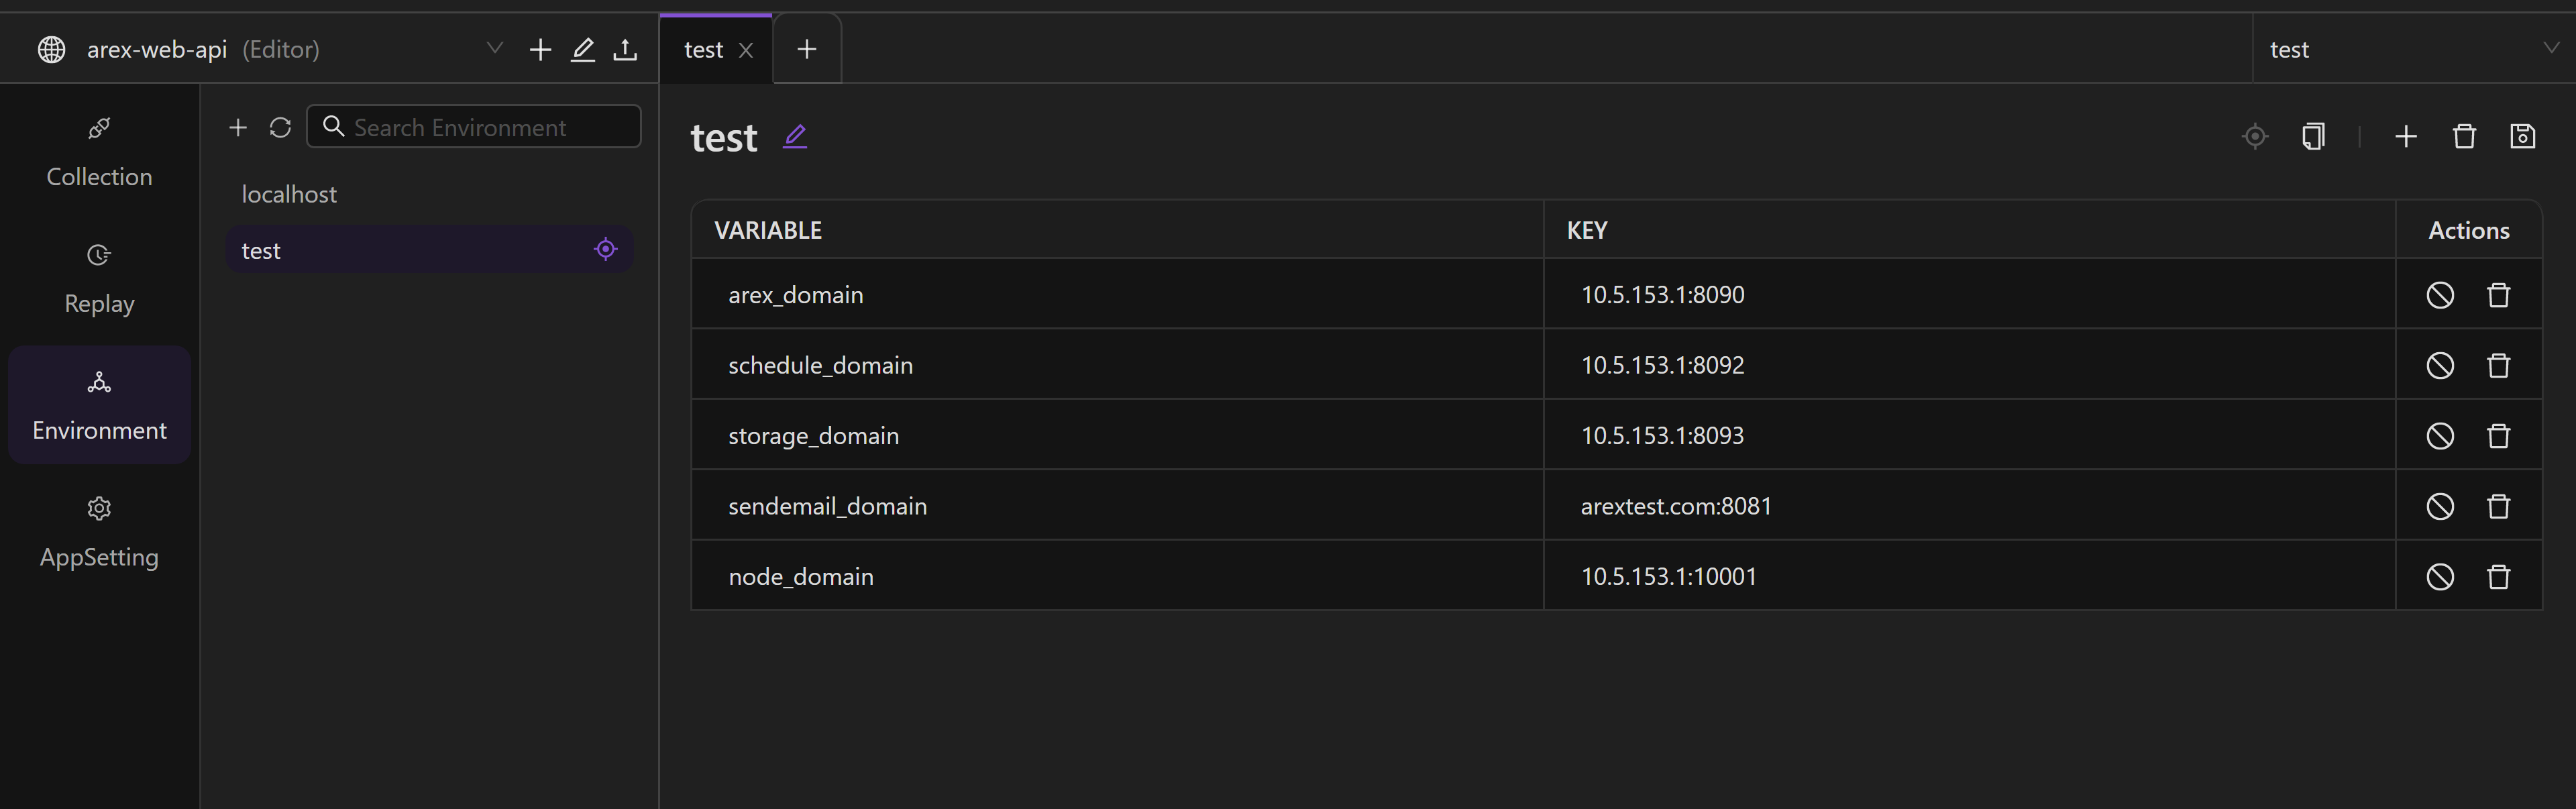 arex-web-api (Editor)
test
test
Collection
Replay
Environment
AppSetting
Search Environment
localhost
test
test
VARIABLE KEY Actions
arex_domain 10.5.153.1:8090
schedule_domain 10.5.153.1:8092
storage_domain 10.5.153.1:8093
sendemail_domain arextest.com:8081
node_domain 10.5.153.1:10001